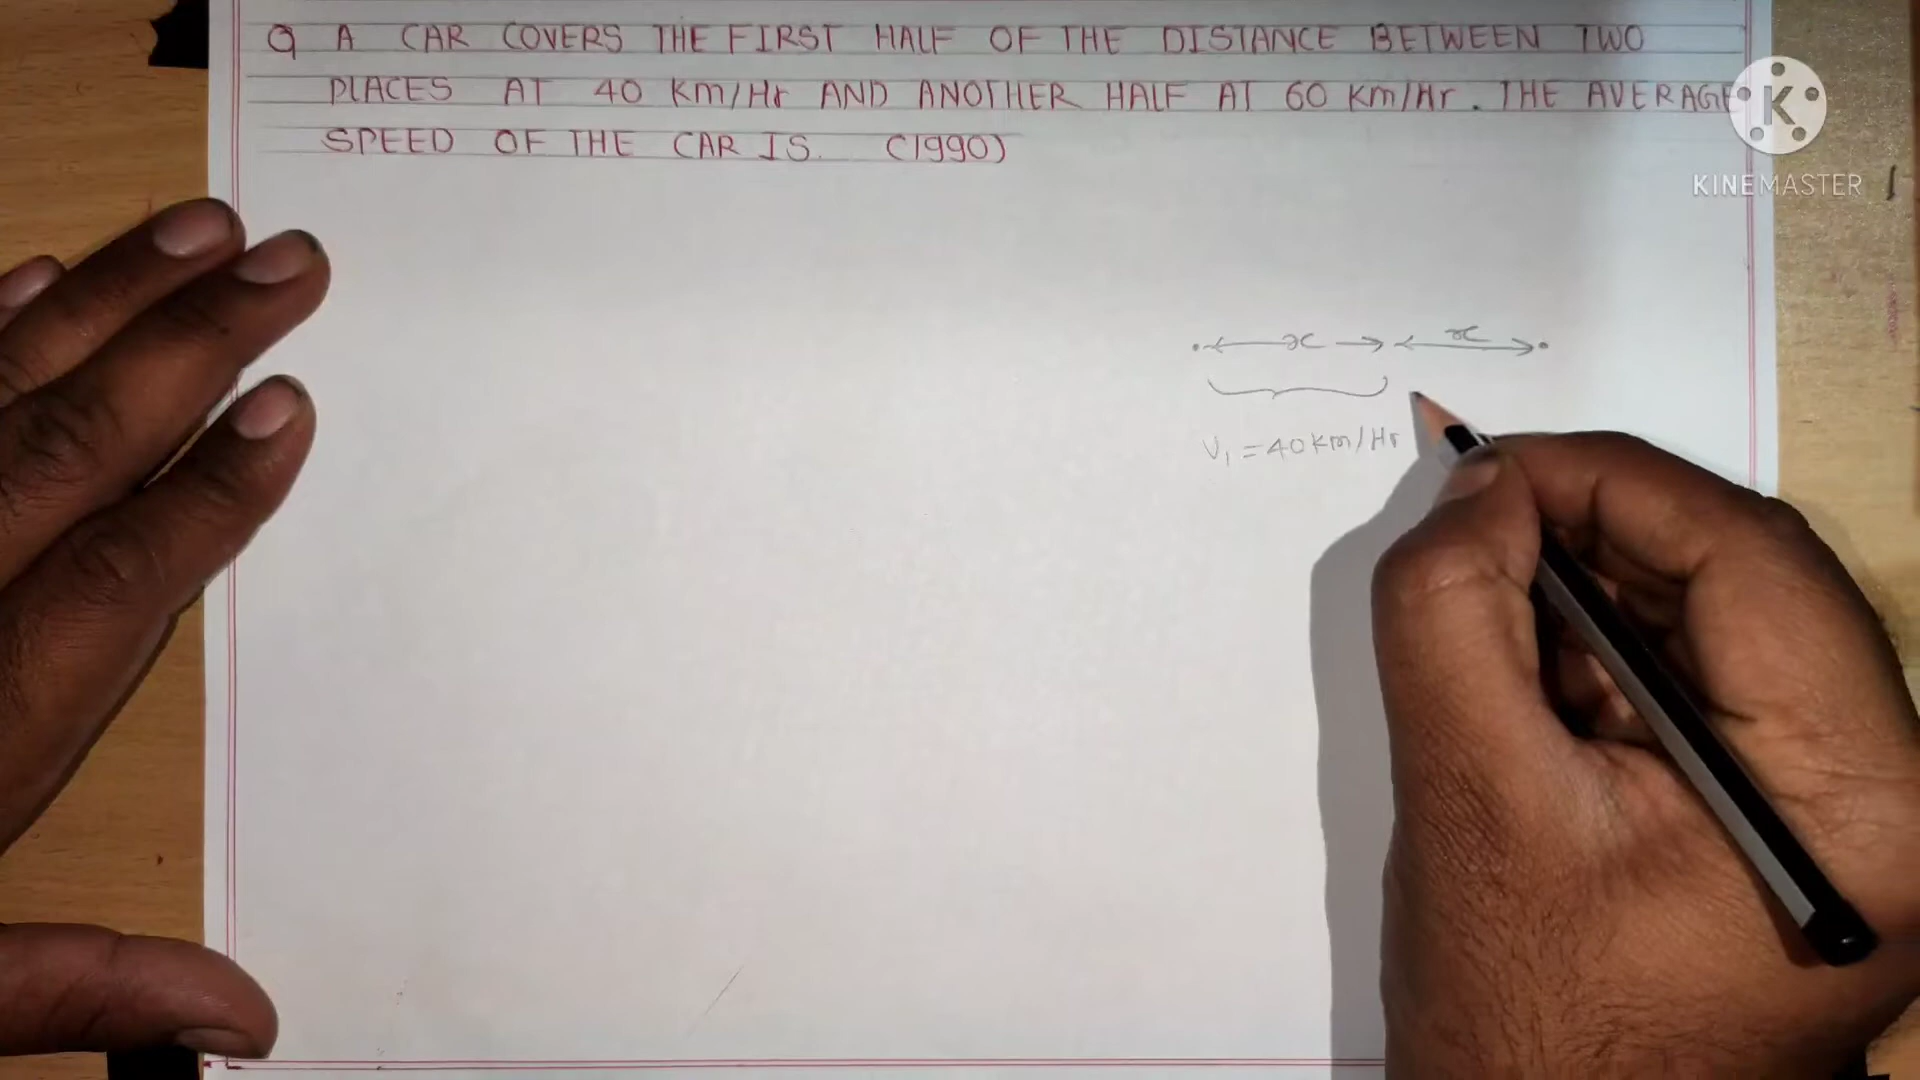 Q A CAR COVERS THE FIRST HALF OF THE DISTANCE BETWEEN TWO
PLACES AT 40 Km/Hr AND ANOTHER HALF AT 60 Km/Hr. THE AVERAGE
SPEED OF THE CAR IS. (1990)
K
KINEMASTER
x x
V₁ = 40 Km/Hr